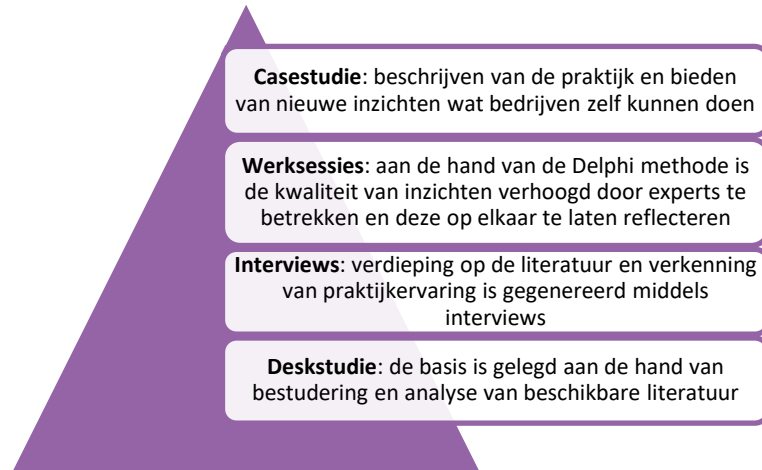 Casestudie: beschrijven van de praktijk en bieden
van nieuwe inzichten wat bedrijven zelf kunnen doen
Werksessies: aan de hand van de Delphi methode is
de kwaliteit van inzichten verhoogd door experts te
betrekken en deze op elkaar te laten reflecteren
Interviews: verdieping op de literatuur en verkenning
van praktijkervaring is gegenereerd middels
interviews
Deskstudie: de basis is gelegd aan de hand van
bestudering en analyse van beschikbare literatuur